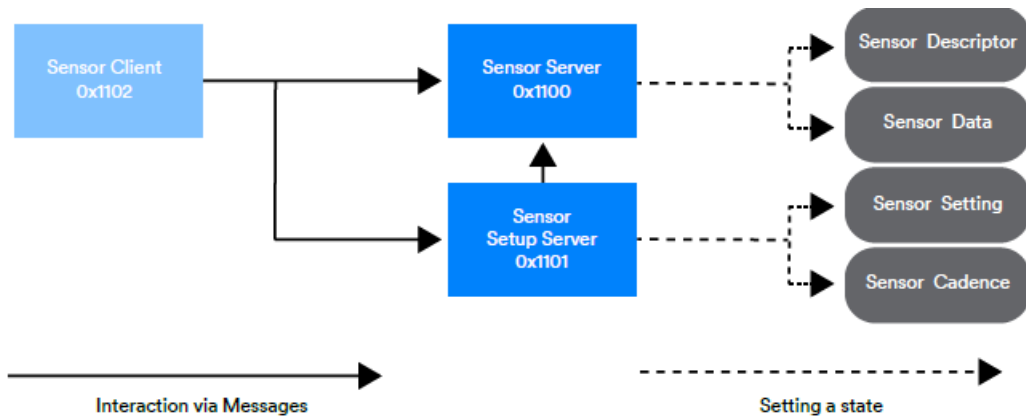 Sensor Client
0x1102
Sensor Server
0x1100
Sensor
Setup Server
0x1101
Sensor Descriptor
Sensor Data
Sensor Setting
Sensor Cadence
Interaction via Messages
Setting a state